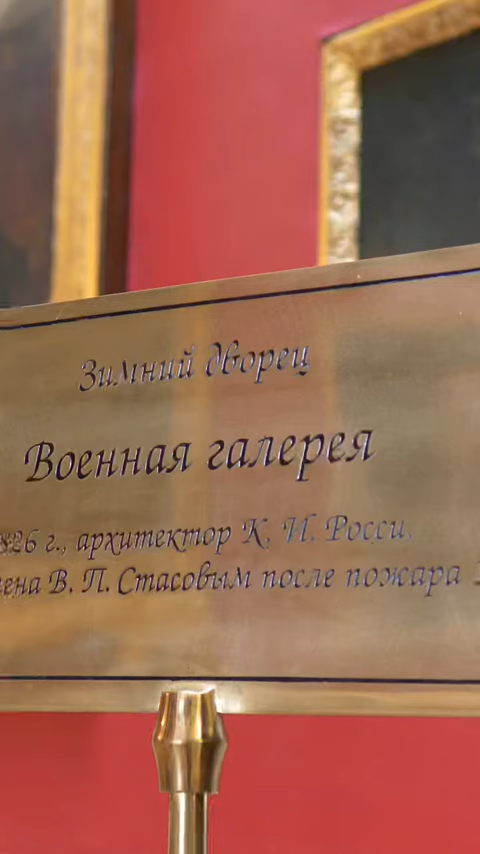 Зимний дворец
Военная галерея
826 г., архитектор К. И. Росси,
ена В. П. Стасовым после пожара